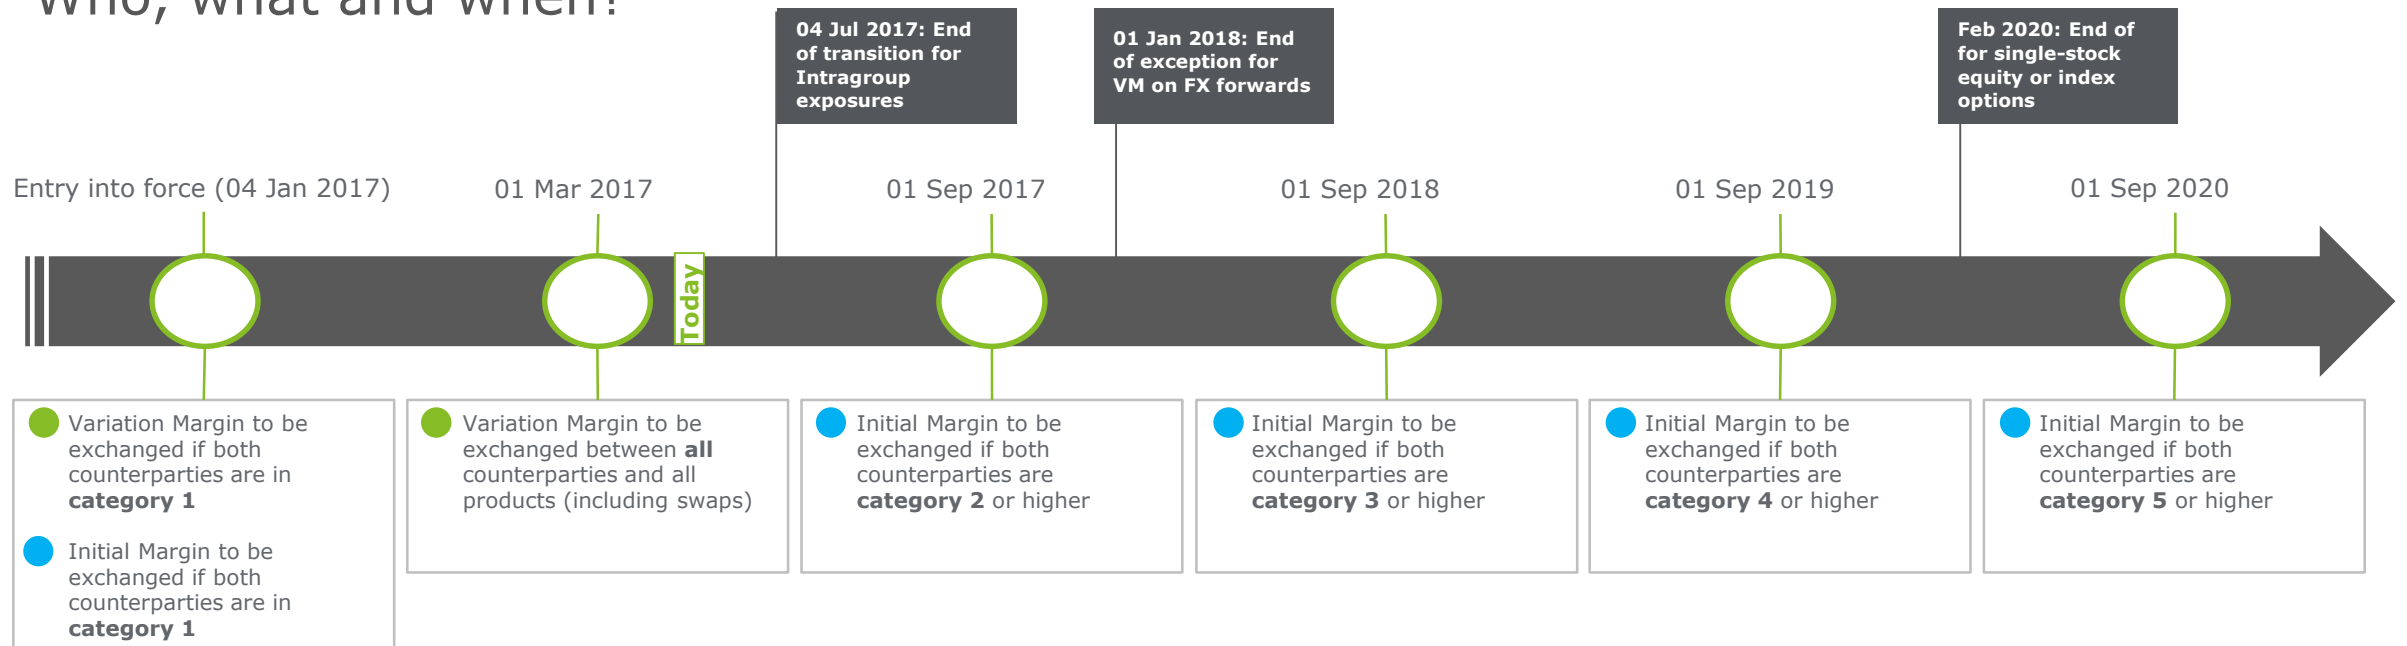 Who, what and when?
04 Jul 2017: End
of transition for
Intragroup
exposures
01 Jan 2018: End
of exception for
VM on FX forwards
Feb 2020: End of
for single-stock
equity or index
options
Entry into force (04 Jan 2017)
01 Mar 2017
01 Sep 2017
01 Sep 2018
01 Sep 2019
01 Sep 2020
Today
Variation Margin to be
exchanged if both
counterparties are in
category 1
Initial Margin to be
exchanged if both
counterparties are in
category 1
Variation Margin to be
exchanged between all
counterparties and all
products (including swaps)
Initial Margin to be
exchanged if both
counterparties are
category 2 or higher
Initial Margin to be
exchanged if both
counterparties are
category 3 or higher
Initial Margin to be
exchanged if both
counterparties are
category 4 or higher
Initial Margin to be
exchanged if both
counterparties are
category 5 or higher